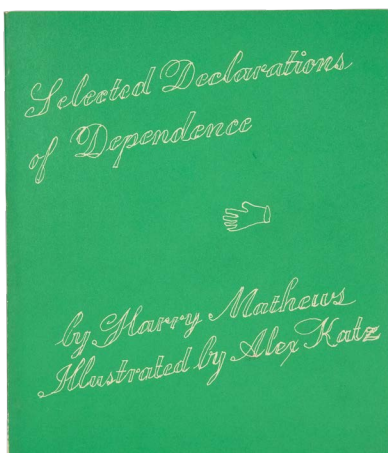 Selected Declarations
of Dependence
by Harry Mathews
Illustrated by Alex Katz